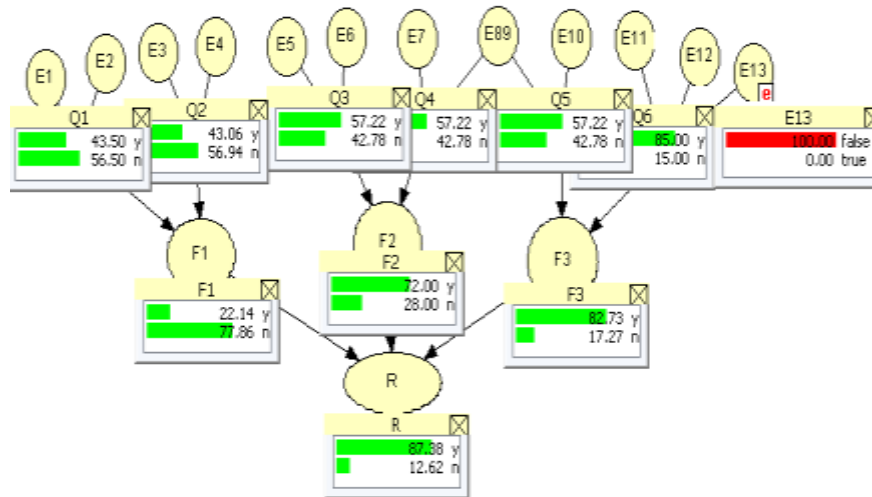 E1
E2
E3
E4
E5
E6
E7
E89
E10
E11
E12
E13
e
Q1
43.50 y
56.50 n
Q2
43.06 y
56.94 n
Q3
57.22 y
42.78 n
Q4
57.22 y
42.78 n
Q5
57.22 y
42.78 n
Q6
85.00 y
15.00 n
E13
100.00 false
0.00 true
F1
F1
22.14 y
77.86 n
F2
F2
72.00 y
28.00 n
F3
F3
82.73 y
17.27 n
R
R
87.38 y
12.62 n